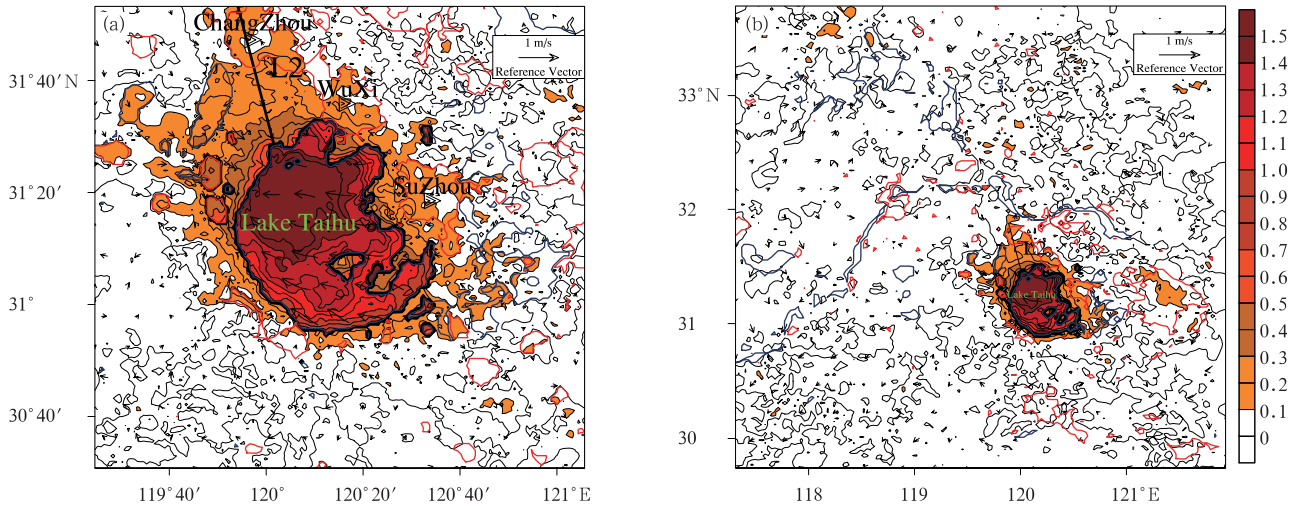 (a)
ChangZhou
1 m/s
Reference Vector
L2
WuXi
SuZhou
Lake Taihu
31°40′N
31°20′
31°
30°40′
119°40′
120°
120°20′
120°40′
121°E
(b)
1 m/s
Reference Vector
Lake Taihu
33°N
32
31
30
118
119
120
121°E
1.5
1.4
1.3
1.2
1.1
1.0
0.9
0.8
0.7
0.6
0.5
0.4
0.3
0.2
0.1
0